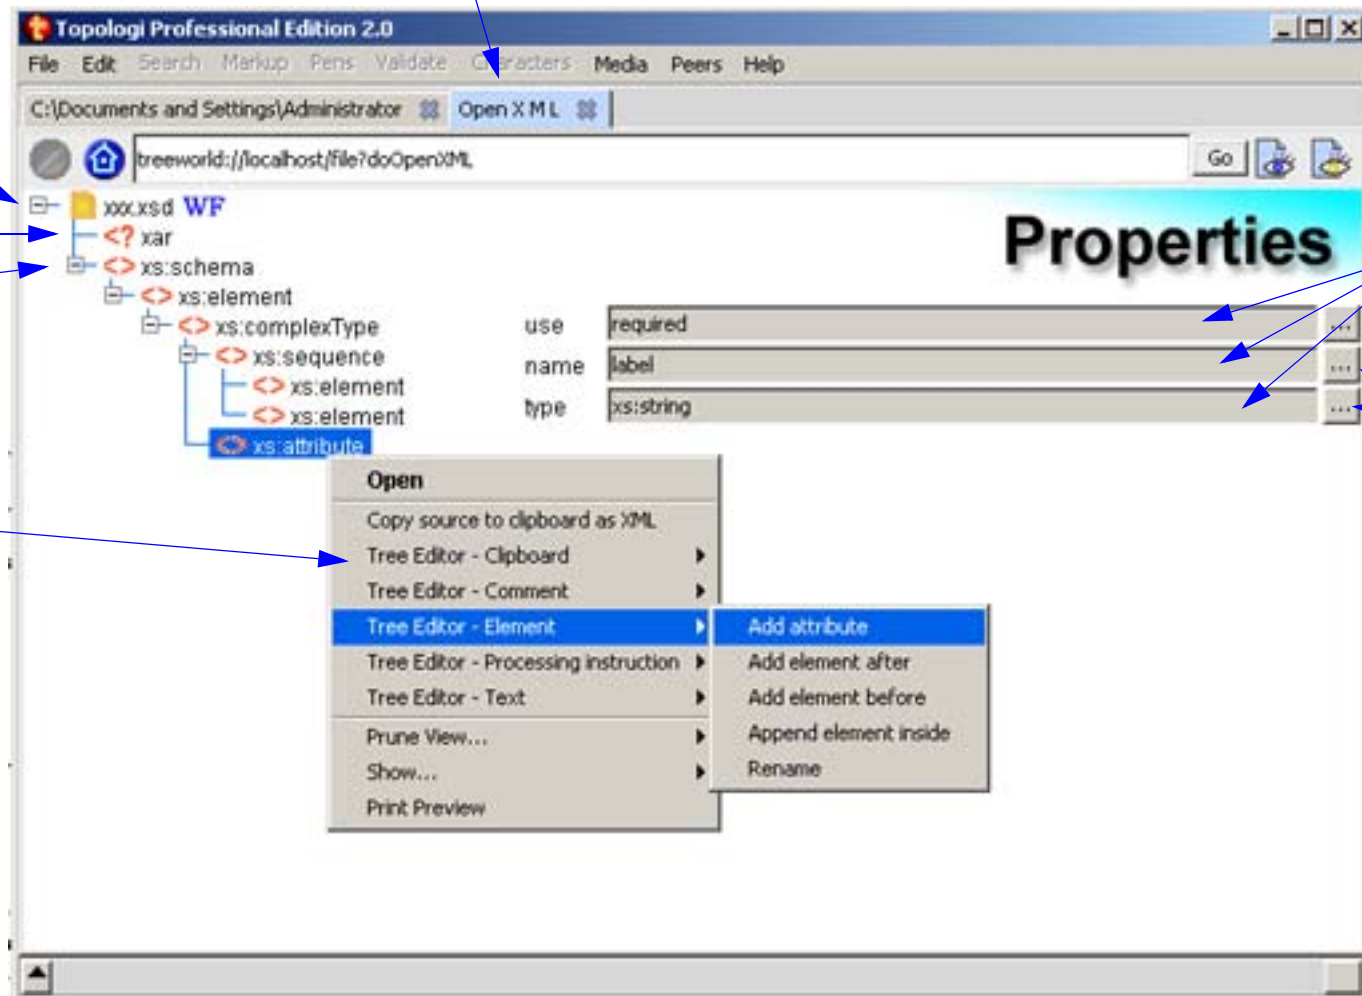 Topologi Professional Edition 2.0
File Edit Search Markup Pens Validate Characters Media Peers Help
C:\Documents and Settings\Administrator Open X M L
treeworld://localhost/file?doOpenXML Go
xxx.xsd WF
<? xar
Properties
<> xs:schema
<> xs:element
<> xs:complexType use required ...
<> xs:sequence name label ...
<> xs:element
<> xs:element type xs:string ...
<> xs:attribute
Open
Copy source to clipboard as XML
Tree Editor - Clipboard
Tree Editor - Comment
Tree Editor - Element Add attribute
Tree Editor - Processing instruction Add element after
Tree Editor - Text Add element before
Prune View... Append element inside
Show... Rename
Print Preview